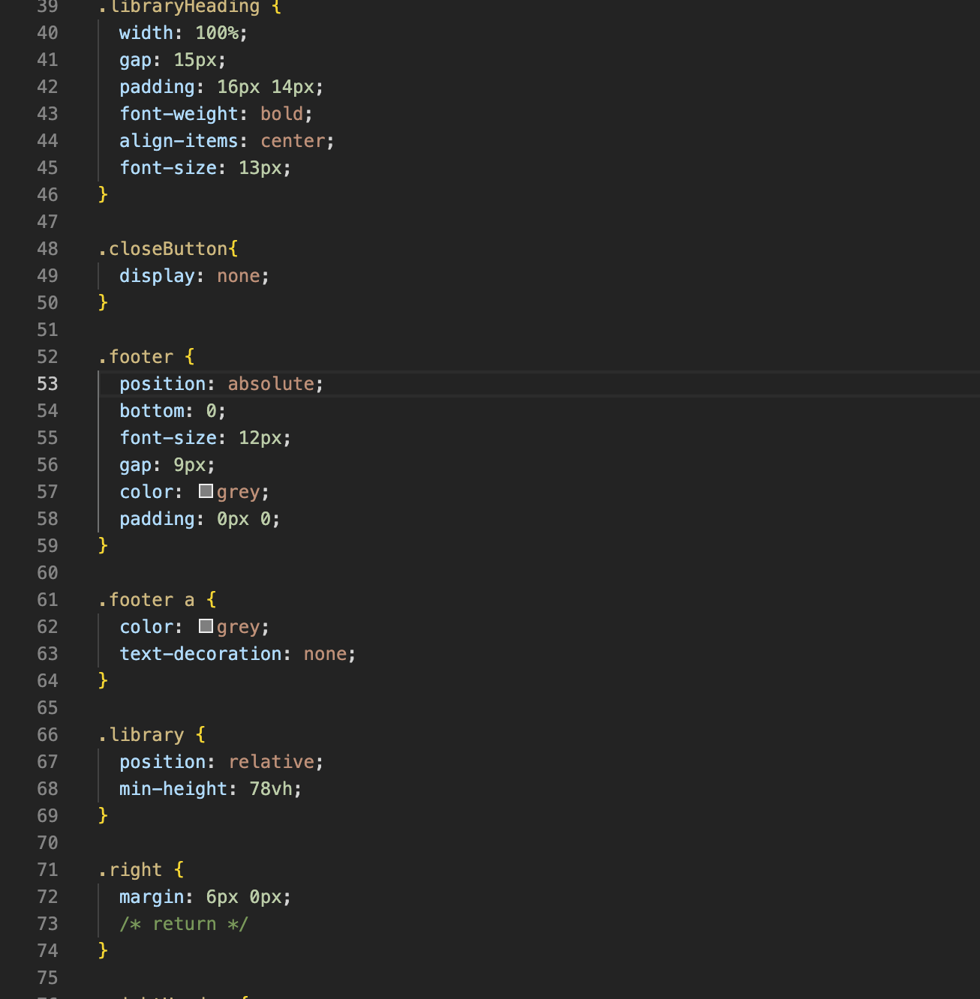 39 .libraryHeading {
40 width: 100%;
41 gap: 15px;
42 padding: 16px 14px;
43 font-weight: bold;
44 align-items: center;
45 font-size: 13px;
46 }
47
48 .closeButton{
49 display: none;
50 }
51
52 .footer {
53 position: absolute;
54 bottom: 0;
55 font-size: 12px;
56 gap: 9px;
57 color: grey;
58 padding: 0px 0;
59 }
60
61 .footer a {
62 color: grey;
63 text-decoration: none;
64 }
65
66 .library {
67 position: relative;
68 min-height: 78vh;
69 }
70
71 .right {
72 margin: 6px 0px;
73 /* return */
74 }
75